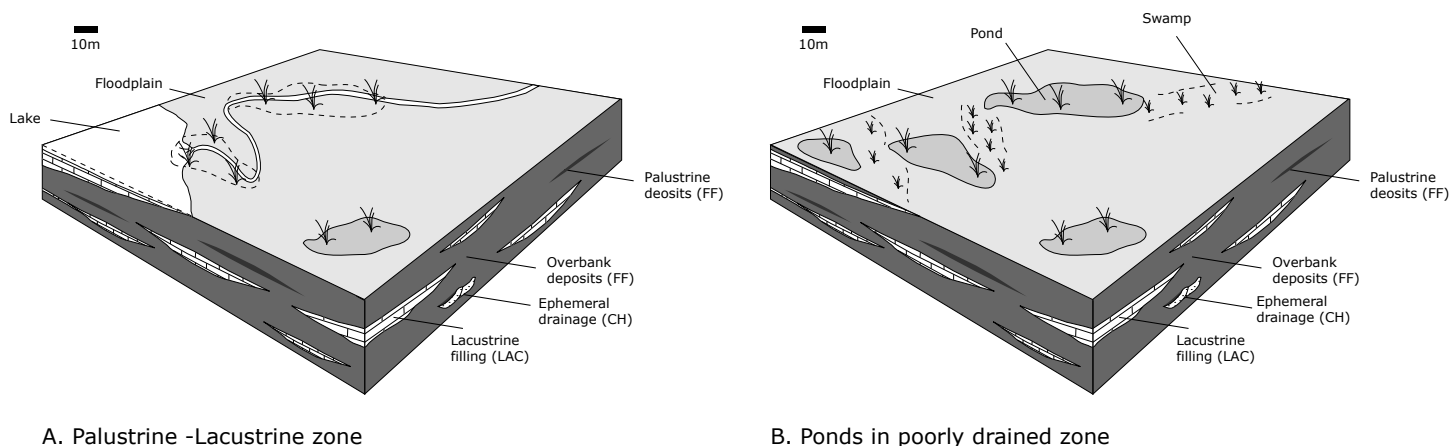 10m
Floodplain
Lake
Palustrine
deosits (FF)
Overbank
deposits (FF)
Ephemeral
drainage (CH)
Lacustrine
filling (LAC)
A. Palustrine -Lacustrine zone
10m
Pond
Swamp
Floodplain
Palustrine
deosits (FF)
Overbank
deposits (FF)
Ephemeral
drainage (CH)
Lacustrine
filling (LAC)
B. Ponds in poorly drained zone